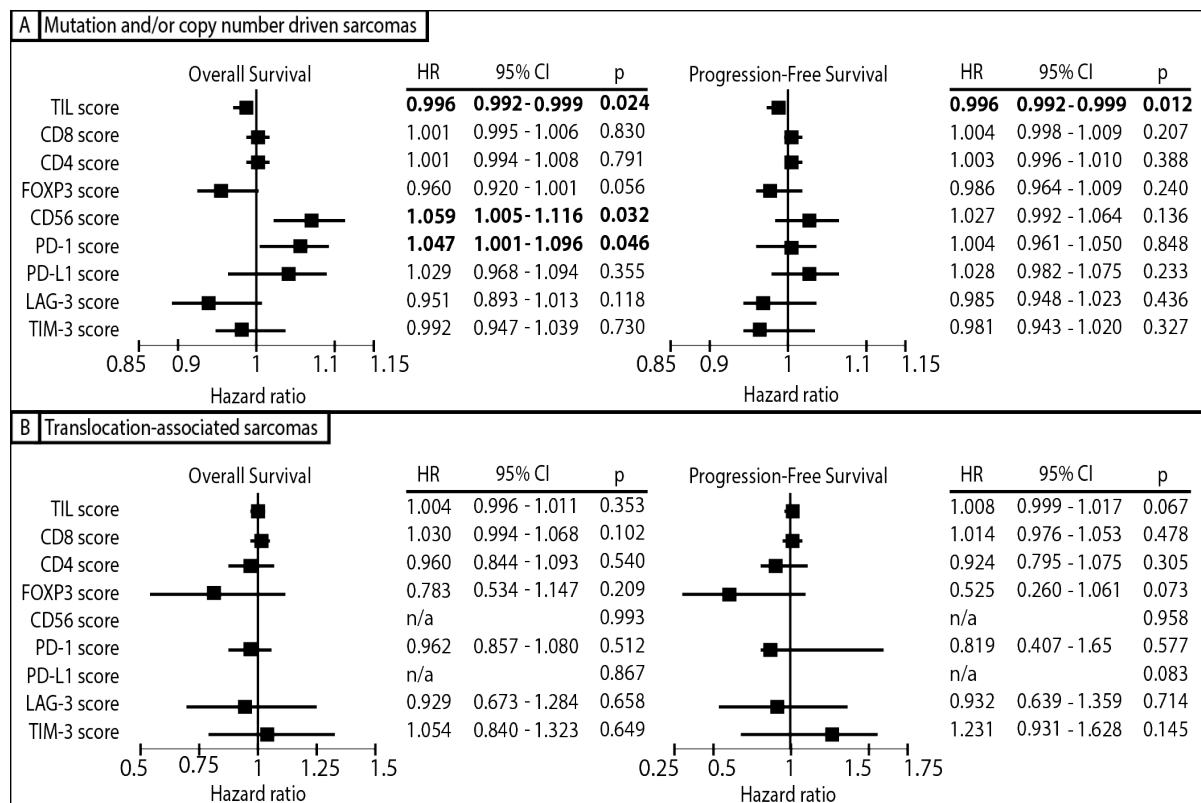 A Mutation and/or copy number driven sarcomas
Overall Survival HR 95% CI p Progression-Free Survival HR 95% CI p
TIL score 0.996 0.992 - 0.999 0.024 0.996 0.992 - 0.999 0.012
CD8 score 1.001 0.995 - 1.006 0.830 1.004 0.998 - 1.009 0.207
CD4 score 1.001 0.994 - 1.008 0.791 1.003 0.996 - 1.010 0.388
FOXP3 score 0.960 0.920 - 1.001 0.056 0.986 0.964 - 1.009 0.240
CD56 score 1.059 1.005 - 1.116 0.032 1.027 0.992 - 1.064 0.136
PD-1 score 1.047 1.001 - 1.096 0.046 1.004 0.961 - 1.050 0.848
PD-L1 score 1.029 0.968 - 1.094 0.355 1.028 0.982 - 1.075 0.233
LAG-3 score 0.951 0.893 - 1.013 0.118 0.985 0.948 - 1.023 0.436
TIM-3 score 0.992 0.947 - 1.039 0.730 0.981 0.943 - 1.020 0.327
0.85 0.9 1 1.1 1.15 0.85 0.9 1 1.1 1.15
Hazard ratio Hazard ratio
B Translocation-associated sarcomas
Overall Survival HR 95% CI p Progression-Free Survival HR 95% CI p
TIL score 1.004 0.996 - 1.011 0.353 1.008 0.999 - 1.017 0.067
CD8 score 1.030 0.994 - 1.068 0.102 1.014 0.976 - 1.053 0.478
CD4 score 0.960 0.844 - 1.093 0.540 0.924 0.795 - 1.075 0.305
FOXP3 score 0.783 0.534 - 1.147 0.209 0.525 0.260 - 1.061 0.073
CD56 score n/a 0.993 n/a 0.958
PD-1 score 0.962 0.857 - 1.080 0.512 0.819 0.407 - 1.65 0.577
PD-L1 score n/a 0.867 n/a 0.083
LAG-3 score 0.929 0.673 - 1.284 0.658 0.932 0.639 - 1.359 0.714
TIM-3 score 1.054 0.840 - 1.323 0.649 1.231 0.931 - 1.628 0.145
0.5 0.75 1 1.25 1.5 0.25 0.5 1 1.5 1.75
Hazard ratio Hazard ratio